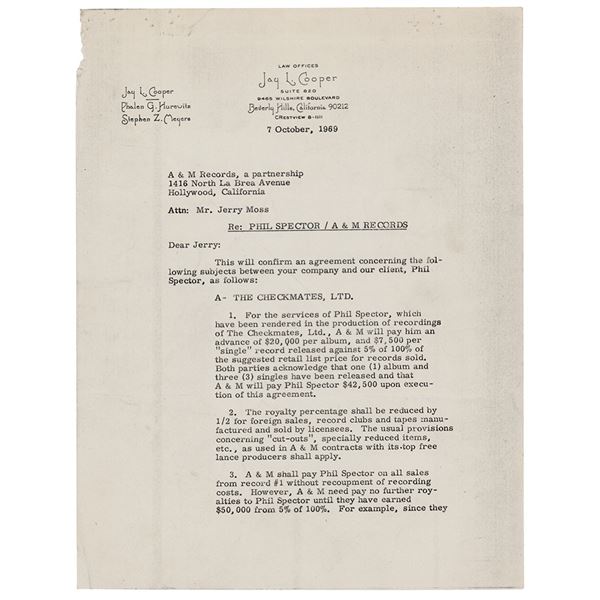 LAW OFFICES
Jay L. Cooper
SUITE 820
9465 WILSHIRE BOULEVARD
Beverly Hills, California 90212
CRESTVIEW 8-1111
Jay L. Cooper
Phalen G. Hurewitz
Stephen Z. Meyers
7 October, 1969
A & M Records, a partnership
1416 North La Brea Avenue
Hollywood, California
Attn: Mr. Jerry Moss
Re: PHIL SPECTOR / A & M RECORDS
Dear Jerry:
This will confirm an agreement concerning the fol-
lowing subjects between your company and our client, Phil
Spector, as follows:
A- THE CHECKMATES, LTD.
1. For the services of Phil Spector, which
have been rendered in the production of recordings
of The Checkmates, Ltd., A & M will pay him an
advance of $20,000 per album, and $7,500 per
"single" record released against 5% of 100% of
the suggested retail list price for records sold.
Both parties acknowledge that one (1) album and
three (3) singles have been released and that
A & M will pay Phil Spector $42,500 upon execu-
tion of this agreement.
2. The royalty percentage shall be reduced by
1/2 for foreign sales, record clubs and tapes manu-
factured and sold by licensees. The usual provisions
concerning "cut-outs", specially reduced items,
etc., as used in A & M contracts with its top free
lance producers shall apply.
3. A & M shall pay Phil Spector on all sales
from record #1 without recoupment of recording
costs. However, A & M need pay no further roy-
alties to Phil Spector until they have earned
$50,000 from 5% of 100%. For example, since they